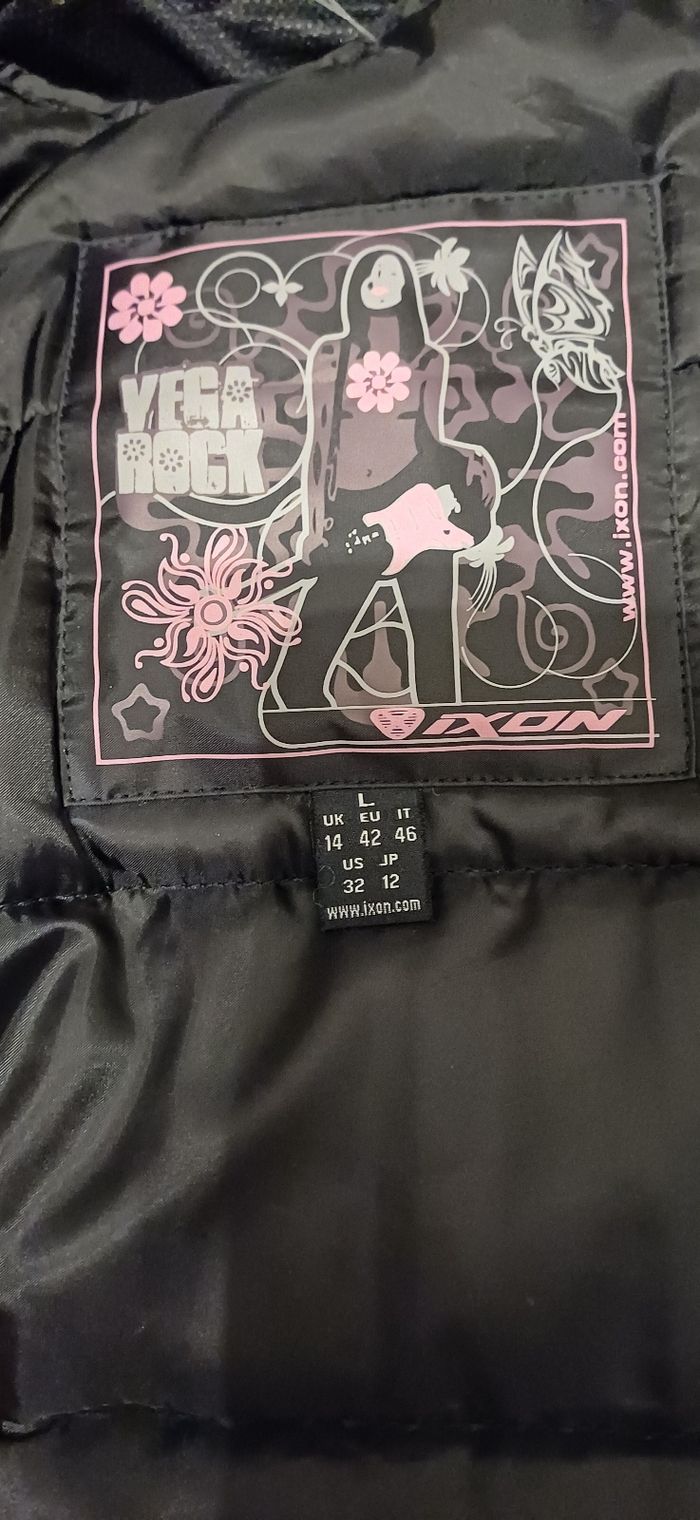 VEGA
ROCK
www.ixon.com
iXON
L
UK EU IT
14 42 46
US JP
32 12
www.ixon.com